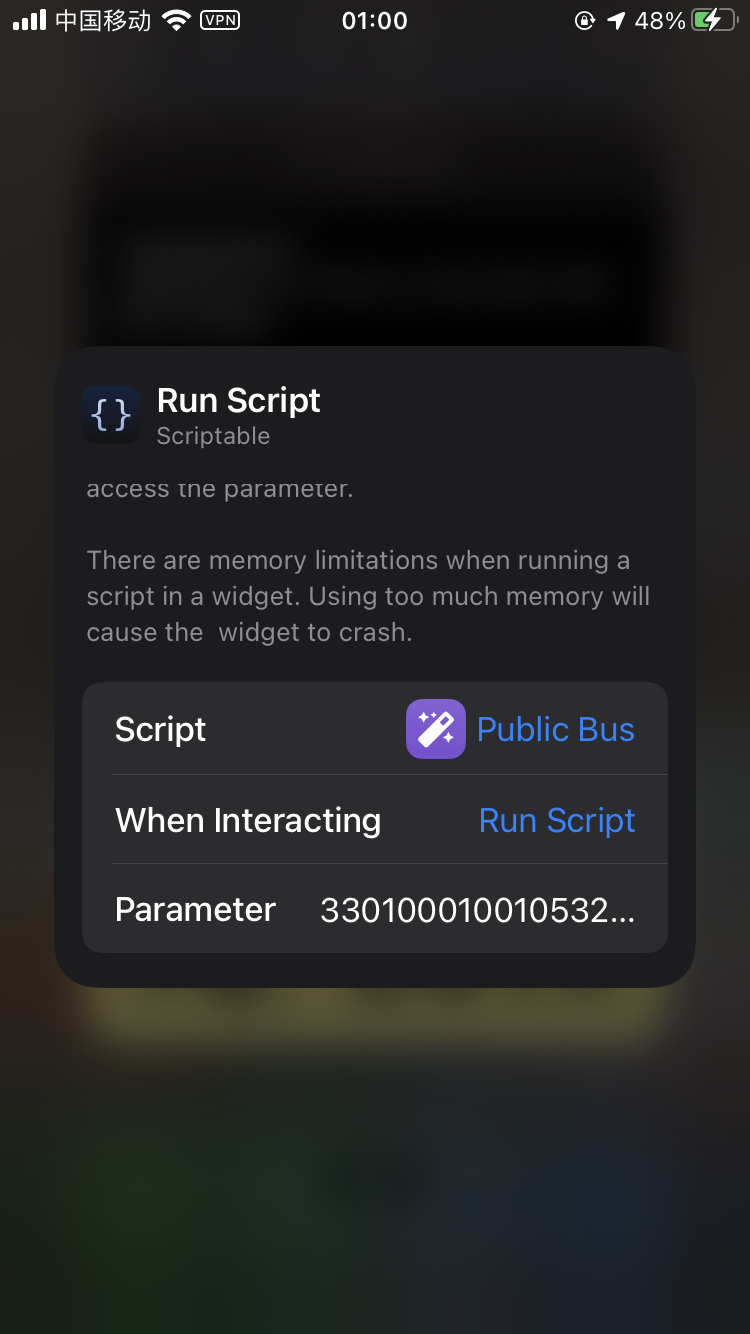 中国移动 VPN 01:00 48%
{} Run Script
Scriptable
access the parameter.
There are memory limitations when running a
script in a widget. Using too much memory will
cause the  widget to crash.
Script Public Bus
When Interacting Run Script
Parameter 330100010010532...